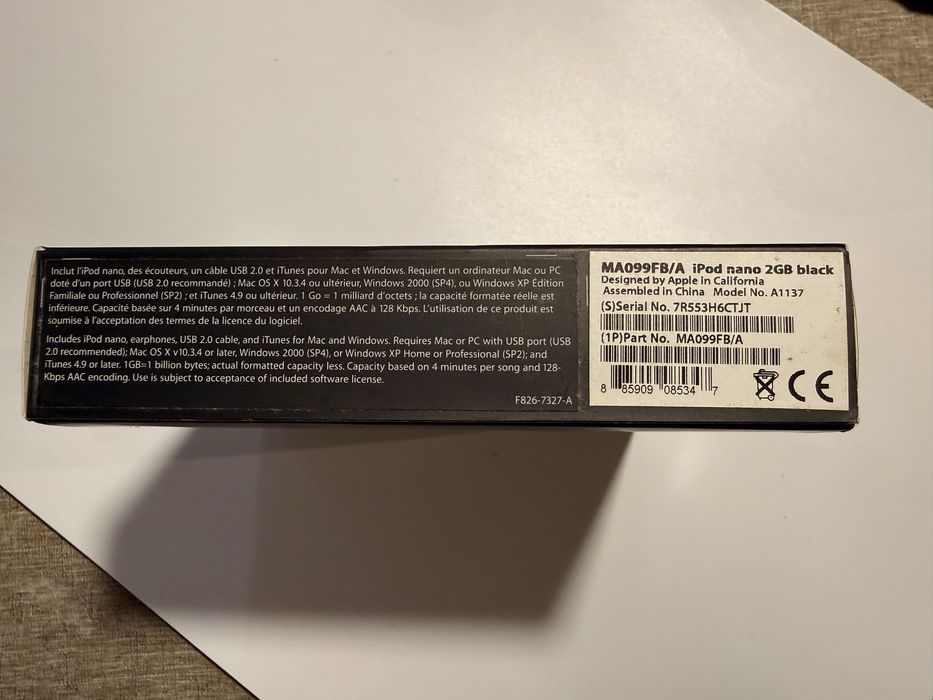 Inclut l'iPod nano, des écouteurs, un câble USB 2.0 et iTunes pour Mac et Windows. Requiert un ordinateur Mac ou PC
doté d'un port USB (USB 2.0 recommandé) ; Mac OS X 10.3.4 ou ultérieur, Windows 2000 (SP4), ou Windows XP Édition
Familiale ou Professionnel (SP2) ; et iTunes 4.9 ou ultérieur. 1 Go = 1 milliard d'octets ; la capacité formatée réelle est
inférieure. Capacité basée sur 4 minutes par morceau et un encodage AAC à 128 Kbps. L'utilisation de ce produit est
soumise à l'acceptation des termes de la licence du logiciel.
Includes iPod nano, earphones, USB 2.0 cable, and iTunes for Mac and Windows. Requires Mac or PC with USB port (USB
2.0 recommended); Mac OS X v10.3.4 or later, Windows 2000 (SP4), or Windows XP Home or Professional (SP2); and
iTunes 4.9 or later. 1GB=1 billion bytes; actual formatted capacity less. Capacity based on 4 minutes per song and 128-
Kbps AAC encoding. Use is subject to acceptance of included software license.
F826-7327-A
MA099FB/A iPod nano 2GB black
Designed by Apple in California
Assembled in China Model No. A1137
(S)Serial No. 7R553H6CTJT
(1P)Part No. MA099FB/A
8 85909 08534 7
CE